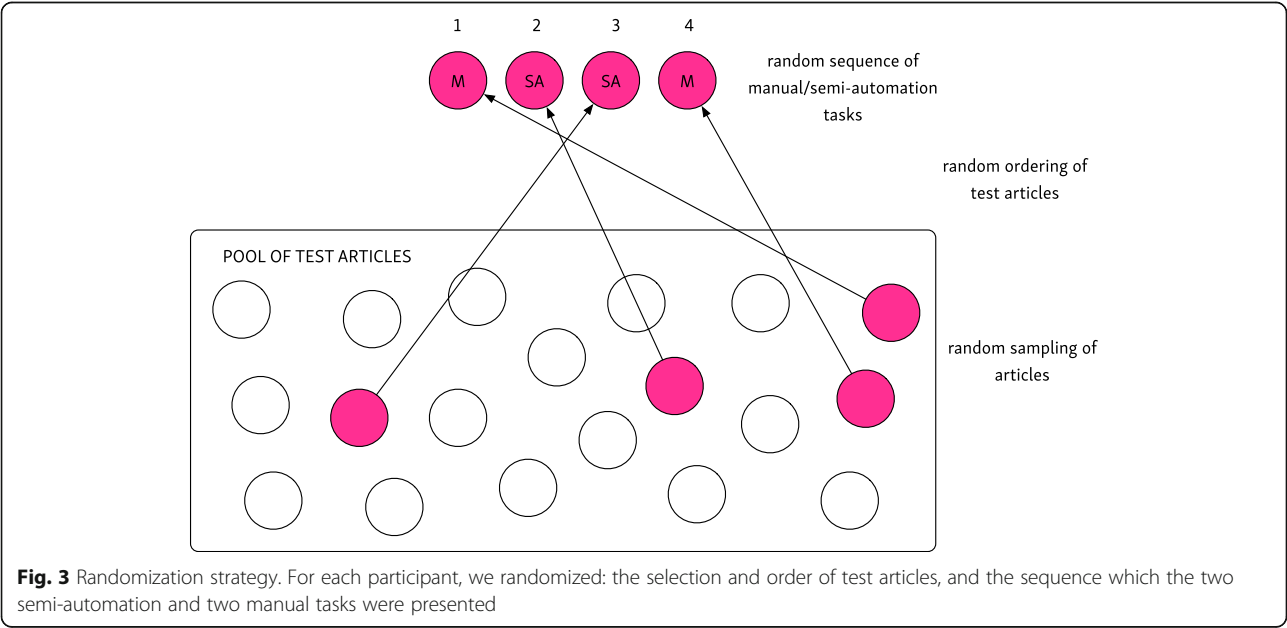 1 2 3 4
M SA SA M
random sequence of
manual/semi-automation
tasks
random ordering of
test articles
POOL OF TEST ARTICLES
random sampling of
articles
Fig. 3 Randomization strategy. For each participant, we randomized: the selection and order of test articles, and the sequence which the two
semi-automation and two manual tasks were presented